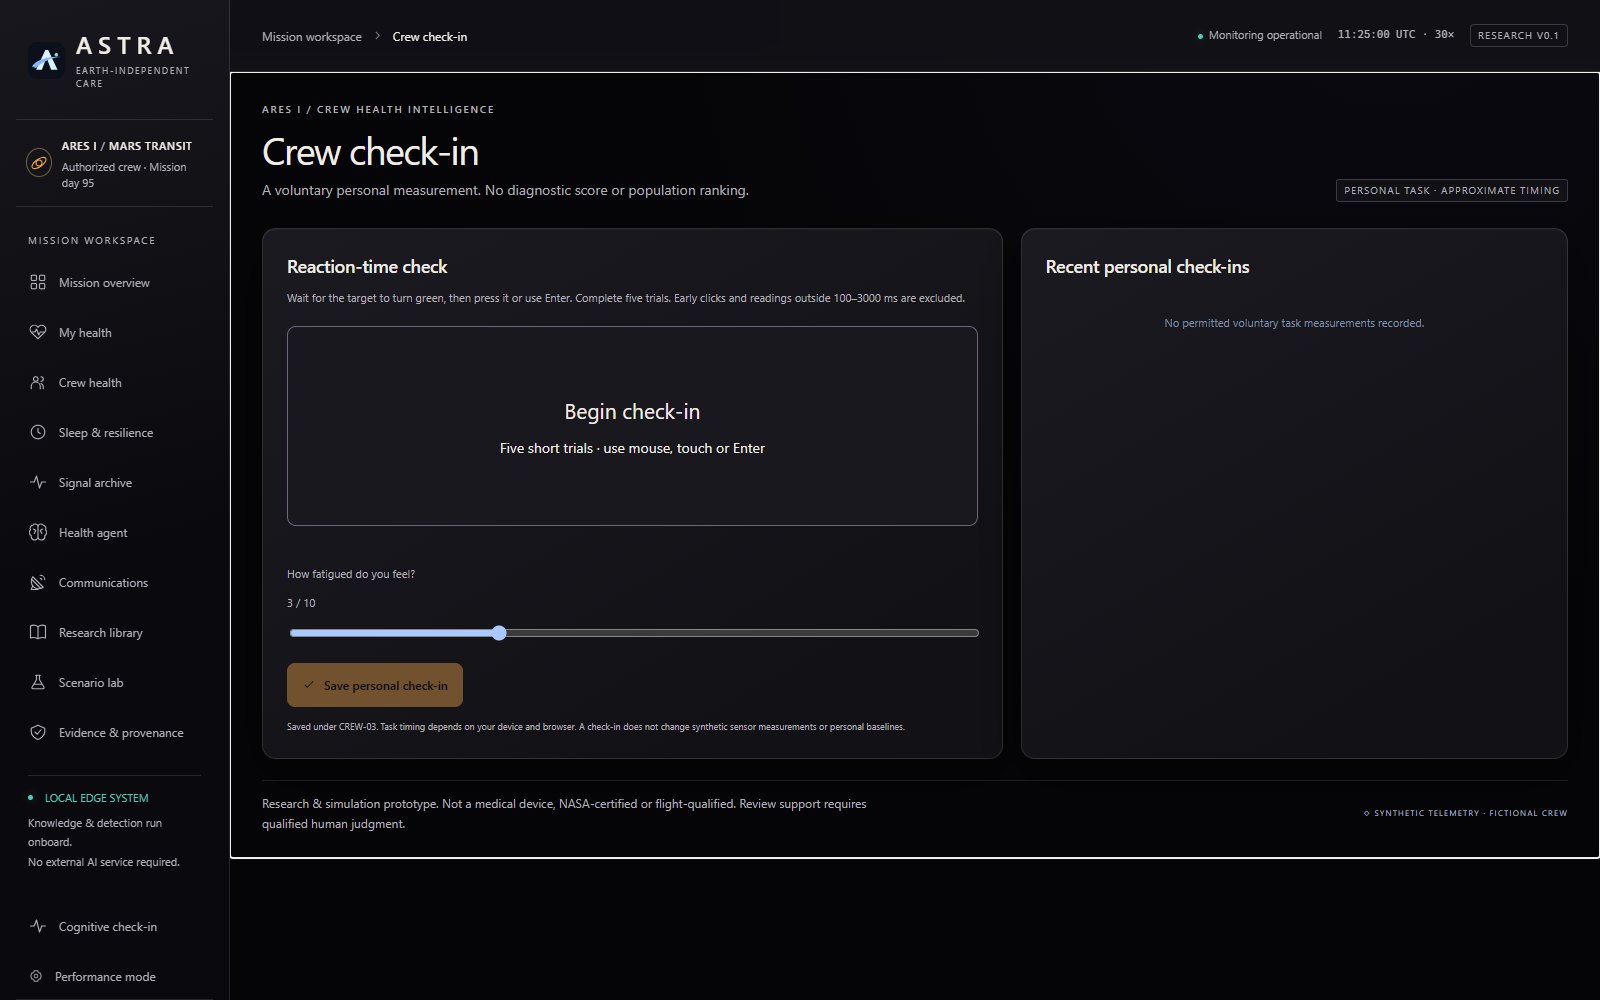 ASTRA
EARTH-INDEPENDENT
CARE
ARES I / MARS TRANSIT
Authorized crew · Mission
day 95
MISSION WORKSPACE
Mission overview
My health
Crew health
Sleep & resilience
Signal archive
Health agent
Communications
Research library
Scenario lab
Evidence & provenance
LOCAL EDGE SYSTEM
Knowledge & detection run
onboard.
No external AI service required.
Cognitive check-in
Performance mode
Mission workspace > Crew check-in
Monitoring operational 11:25:00 UTC · 30× RESEARCH V0.1
ARES I / CREW HEALTH INTELLIGENCE
Crew check-in
A voluntary personal measurement. No diagnostic score or population ranking.
PERSONAL TASK · APPROXIMATE TIMING
Reaction-time check
Wait for the target to turn green, then press it or use Enter. Complete five trials. Early clicks and readings outside 100–3000 ms are excluded.
Begin check-in
Five short trials · use mouse, touch or Enter
How fatigued do you feel?
3 / 10
Save personal check-in
Saved under CREW-03. Task timing depends on your device and browser. A check-in does not change synthetic sensor measurements or personal baselines.
Recent personal check-ins
No permitted voluntary task measurements recorded.
Research & simulation prototype. Not a medical device, NASA-certified or flight-qualified. Review support requires
qualified human judgment.
SYNTHETIC TELEMETRY · FICTIONAL CREW